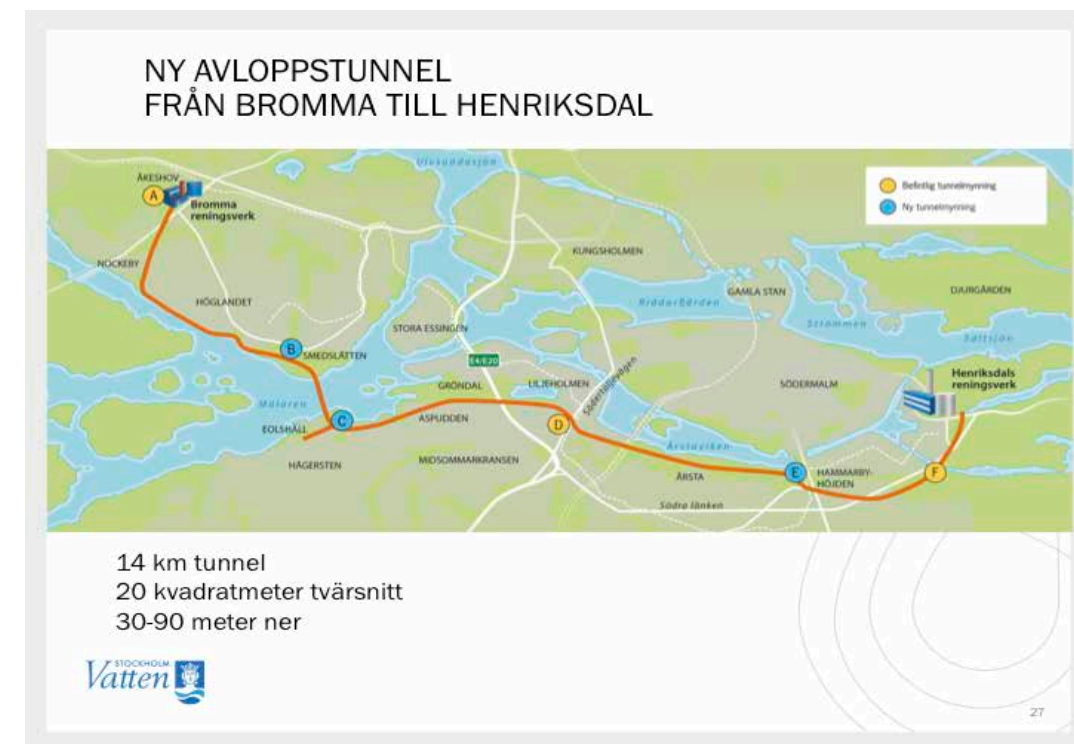 NY AVLOPPSTUNNEL
FRÅN BROMMA TILL HENRIKSDAL
Ulvsundasjön
ÅKESHOV
A
Bromma
reningsverk
Befintlig tunnelmynning
Ny tunnelmynning
NOCKEBY
KUNGSHOLMEN
HÖGLANDET
GAMLA STAN
DJURGÅRDEN
Riddarfjärden
Strömmen
STORA ESSINGEN
Saltsjön
B
SMEDSLÄTTEN
E4/E20
GRÖNDAL
LILJEHOLMEN
Södertäljevägen
SÖDERMALM
Henriksdals
reningsverk
Mälaren
EOLSHÄLL
C
ASPUDDEN
D
Årstaviken
HÄGERSTEN
MIDSOMMARKRANSEN
ÅRSTA
E
HAMMARBY-
HÖJDEN
F
Södra länken
14 km tunnel
20 kvadratmeter tvärsnitt
30-90 meter ner
STOCKHOLM
Vatten
27